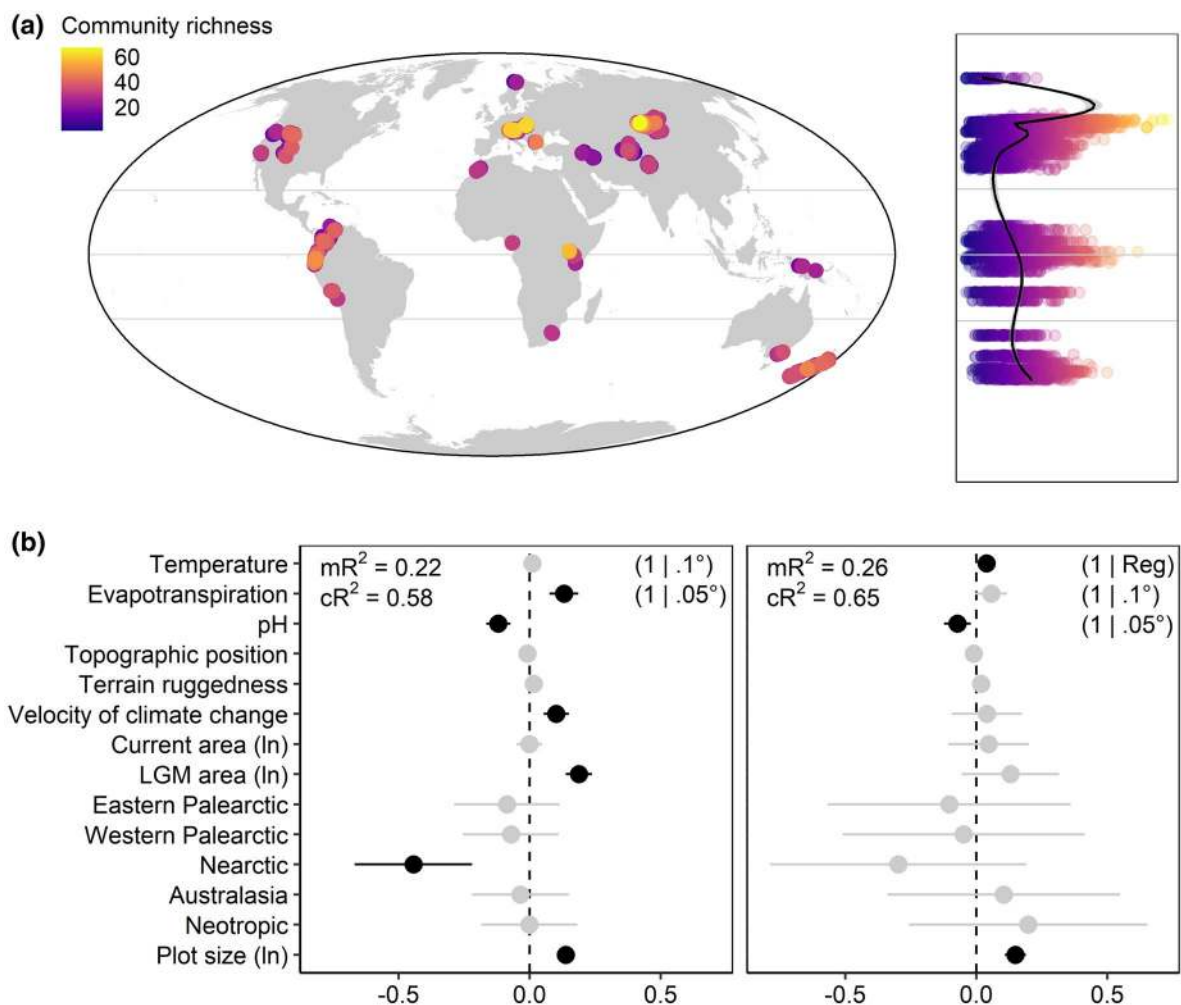 (a) Community richness
60
40
20
(b)
Temperature
Evapotranspiration
pH
Topographic position
Terrain ruggedness
Velocity of climate change
Current area (ln)
LGM area (ln)
Eastern Palearctic
Western Palearctic
Nearctic
Australasia
Neotropic
Plot size (ln)
mR² = 0.22 (1 | .1°)
cR² = 0.58 (1 | .05°)
-0.5 0.0 0.5
mR² = 0.26 (1 | Reg)
cR² = 0.65 (1 | .1°)
(1 | .05°)
-0.5 0.0 0.5